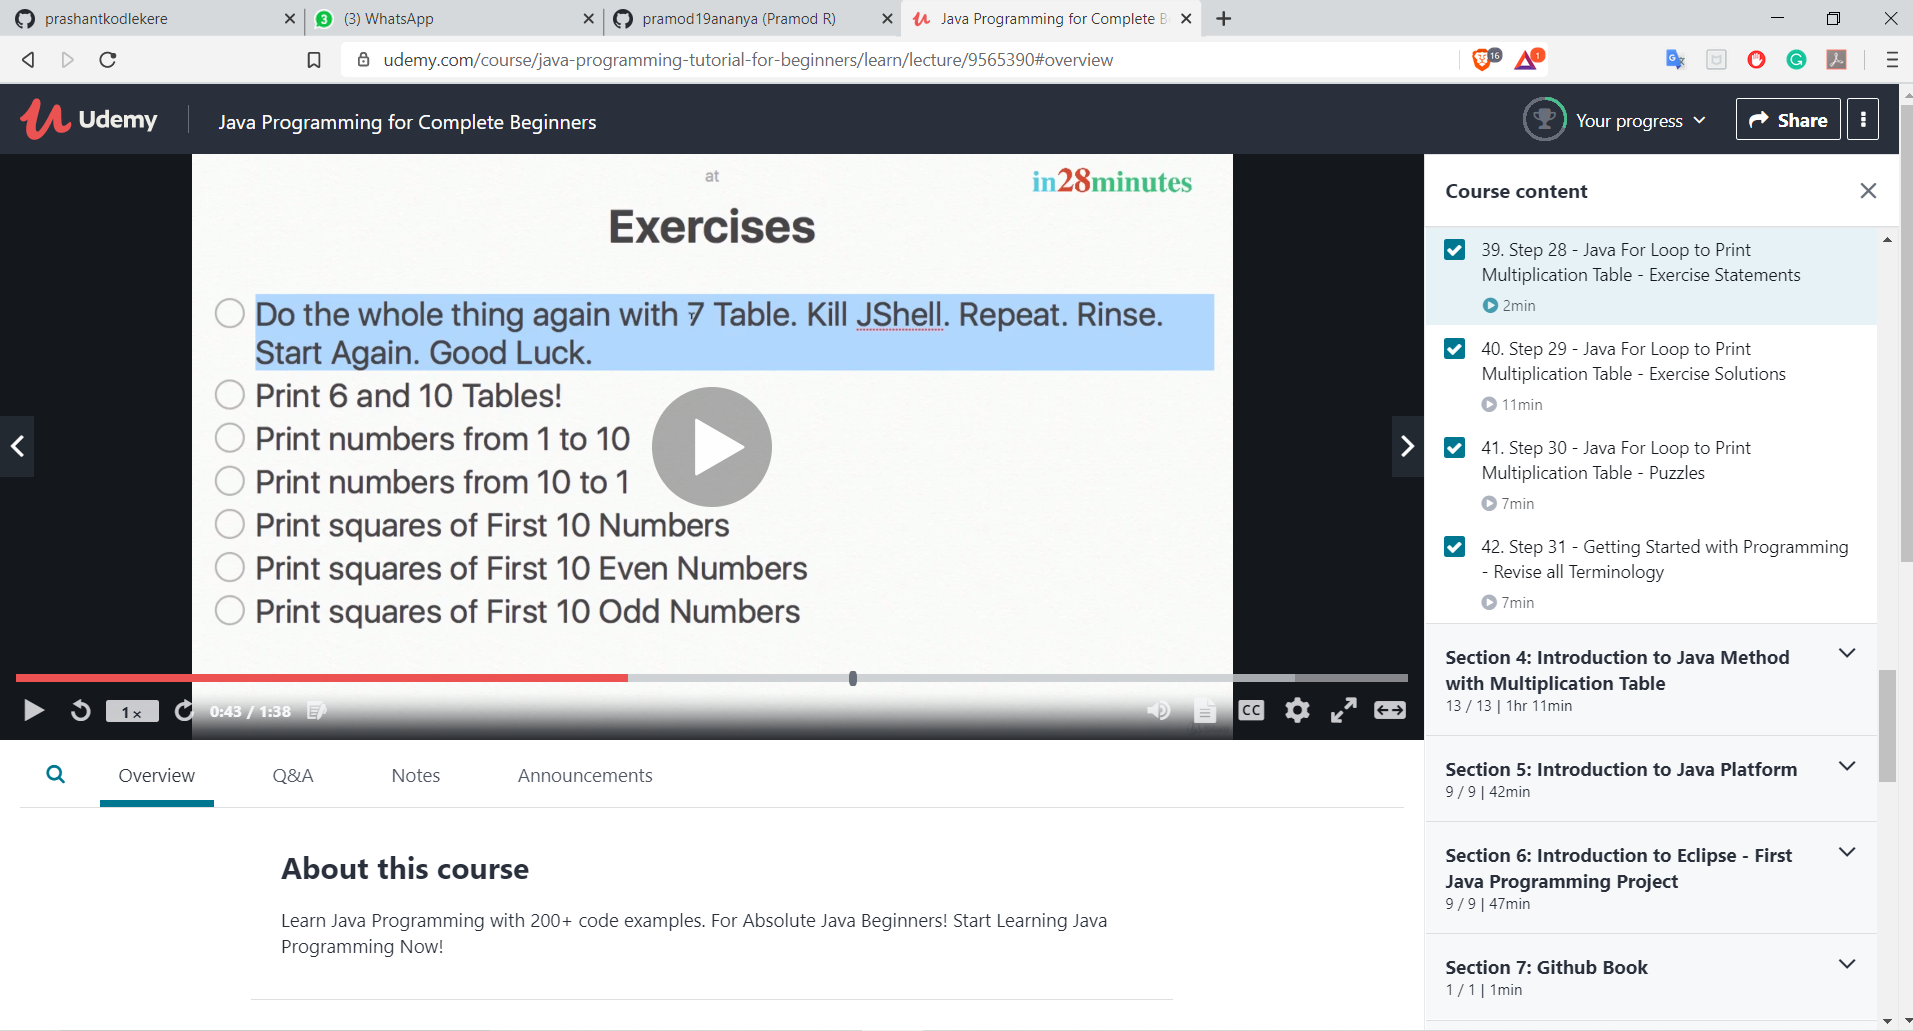 prashantkodlekere
3
(3) WhatsApp
pramod19ananya (Pramod R)
Java Programming for Complete B
udemy.com/course/java-programming-tutorial-for-beginners/learn/lecture/9565390#overview
16
1
Udemy
Java Programming for Complete Beginners
Your progress
Share
at
in28minutes
Exercises
Do the whole thing again with 7 Table. Kill JShell. Repeat. Rinse.
Start Again. Good Luck.
Print 6 and 10 Tables!
Print numbers from 1 to 10
Print numbers from 10 to 1
Print squares of First 10 Numbers
Print squares of First 10 Even Numbers
Print squares of First 10 Odd Numbers
1x
0:43 / 1:38
CC
Course content
39. Step 28 - Java For Loop to Print
Multiplication Table - Exercise Statements
2min
40. Step 29 - Java For Loop to Print
Multiplication Table - Exercise Solutions
11min
41. Step 30 - Java For Loop to Print
Multiplication Table - Puzzles
7min
42. Step 31 - Getting Started with Programming
- Revise all Terminology
7min
Section 4: Introduction to Java Method
with Multiplication Table
13 / 13 | 1hr 11min
Section 5: Introduction to Java Platform
9 / 9 | 42min
Section 6: Introduction to Eclipse - First
Java Programming Project
9 / 9 | 47min
Section 7: Github Book
1 / 1 | 1min
Overview
Q&A
Notes
Announcements
About this course
Learn Java Programming with 200+ code examples. For Absolute Java Beginners! Start Learning Java
Programming Now!